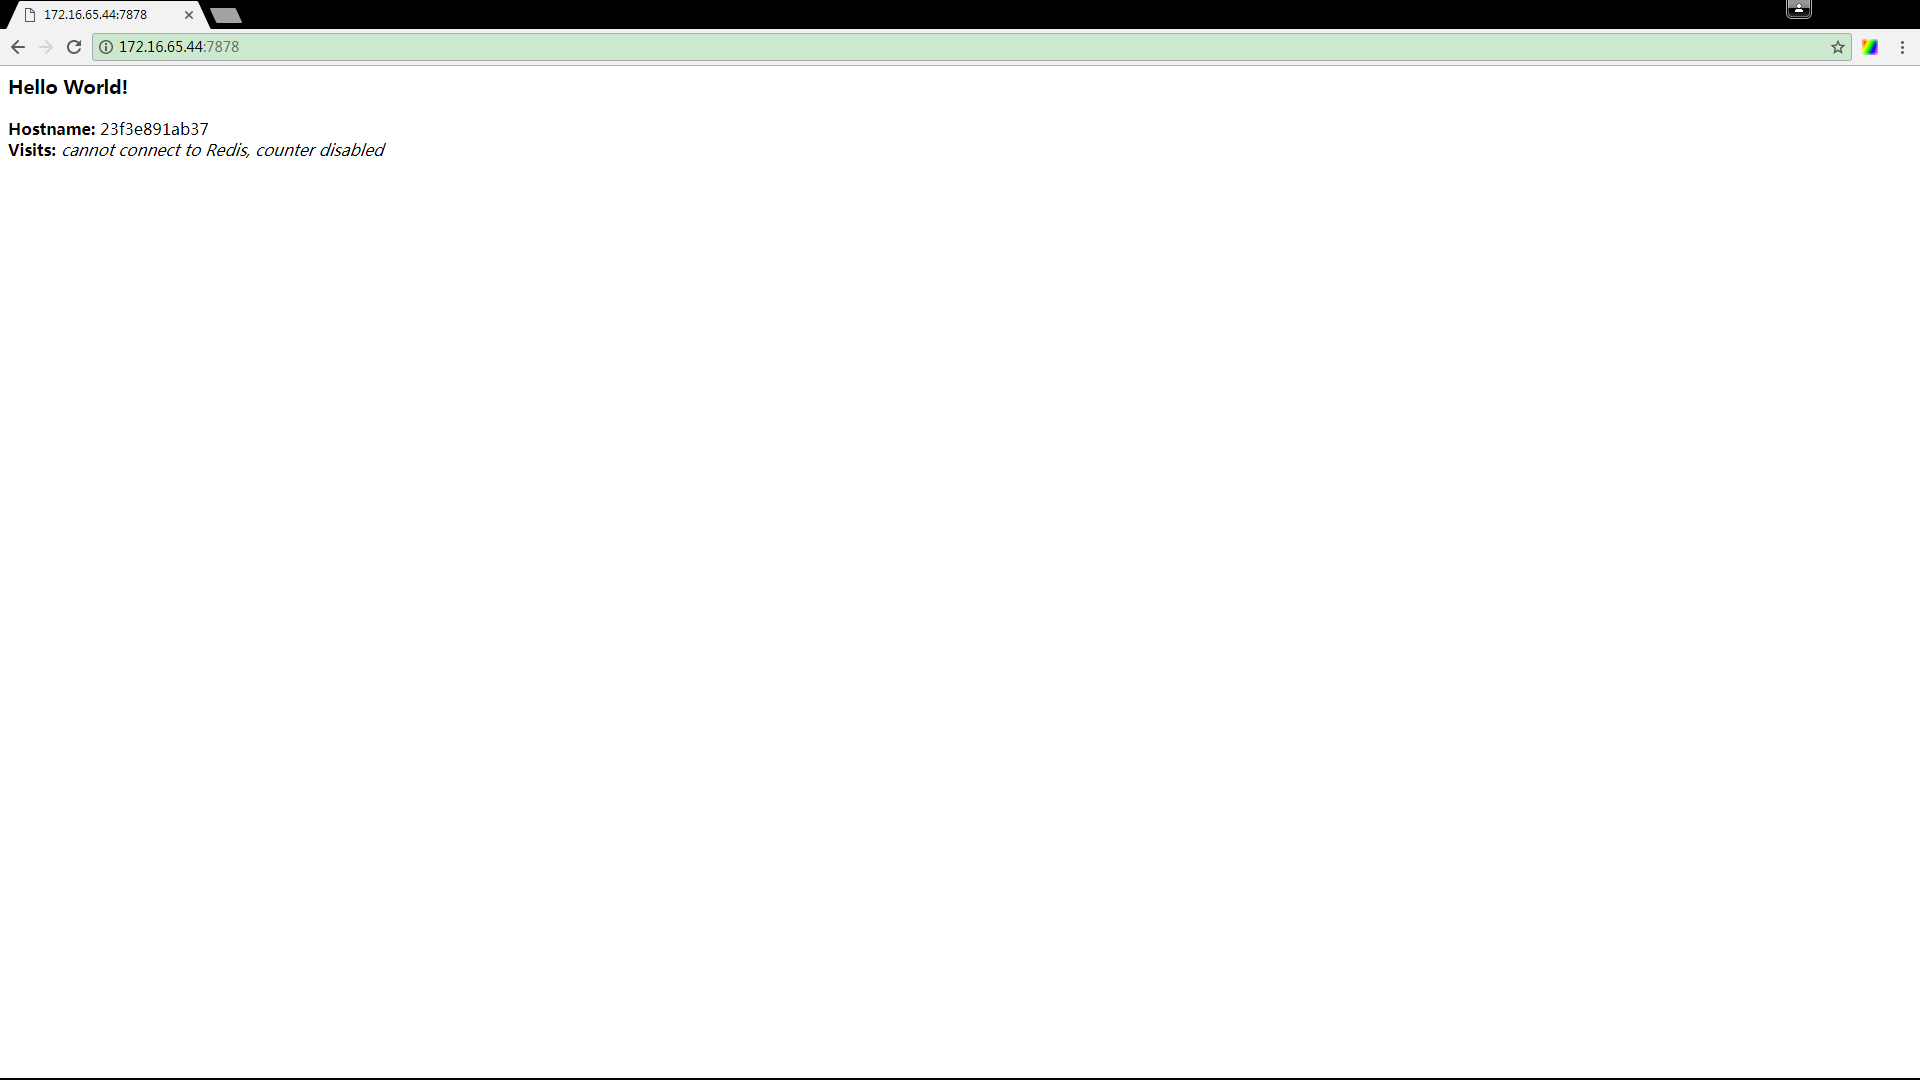 172.16.65.44:7878
172.16.65.44:7878
Hello World!
Hostname: 23f3e891ab37
Visits: cannot connect to Redis, counter disabled